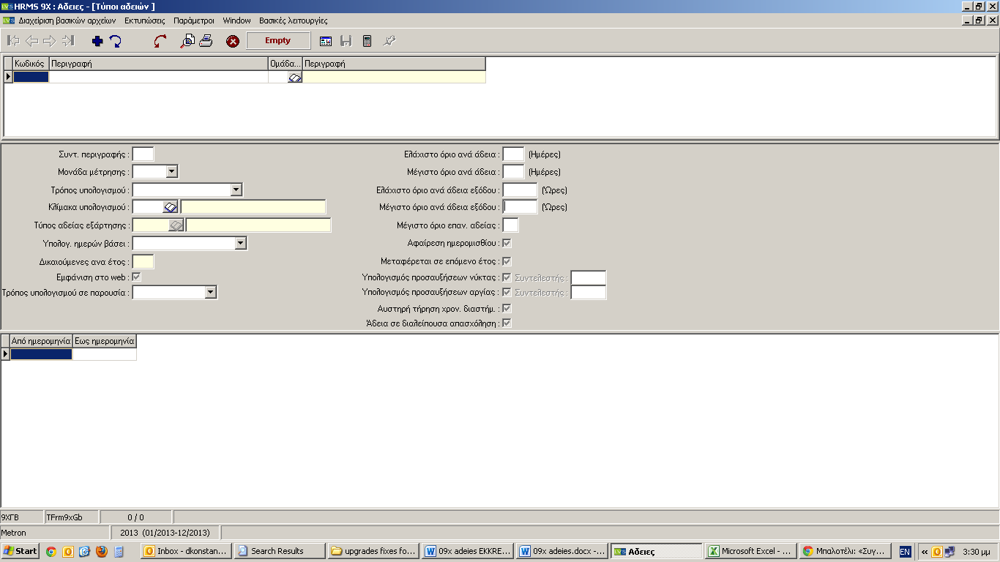 HRMS 9X : Αδειες - [Τύποι αδειών ]
Διαχείριση βασικών αρχείων Εκτυπώσεις Παράμετροι Window Βασικές λειτουργίες
Empty
Κωδικός Περιγραφή Ομάδα... Περιγραφή
Συντ. περιγραφής : Ελάχιστο όριο ανά άδεια : (Ημέρες)
Μονάδα μέτρησης : Μέγιστο όριο ανά άδεια : (Ημέρες)
Τρόπος υπολογισμού : Ελάχιστο όριο ανά άδεια εξόδου : (Ώρες)
Κλίμακα υπολογισμού : Μέγιστο όριο ανά άδεια εξόδου : (Ώρες)
Τύπος αδείας εξάρτησης : Μέγιστο όριο επαν. αδείας :
Υπολογ. ημερών βάσει : Αφαίρεση ημερομισθίου :
Δικαιούμενες ανα έτος : Μεταφέρεται σε επόμενο έτος :
Εμφάνιση στο web : Υπολογισμός προσαυξήσεων νύκτας : Συντελεστής :
Τρόπος υπολογισμού σε παρουσία : Υπολογισμός προσαυξήσεων αργίας : Συντελεστής :
Αυστηρή τήρηση χρον. διαστήμ. :
Άδεια σε διαλείπουσα απασχόληση :
Από ημερομηνία Εως ημερομηνία
9ΧΓΒ TFrm9xGb 0 / 0
Metron 2013 (01/2013-12/2013)
Start Inbox - dkonstan... Search Results upgrades fixes fo... 09x adeies EKKRE... 09x adeies.docx -... Αδειες Microsoft Excel - ... Μπαλοτέλι: «Συγ... EN « 3:30 μμ